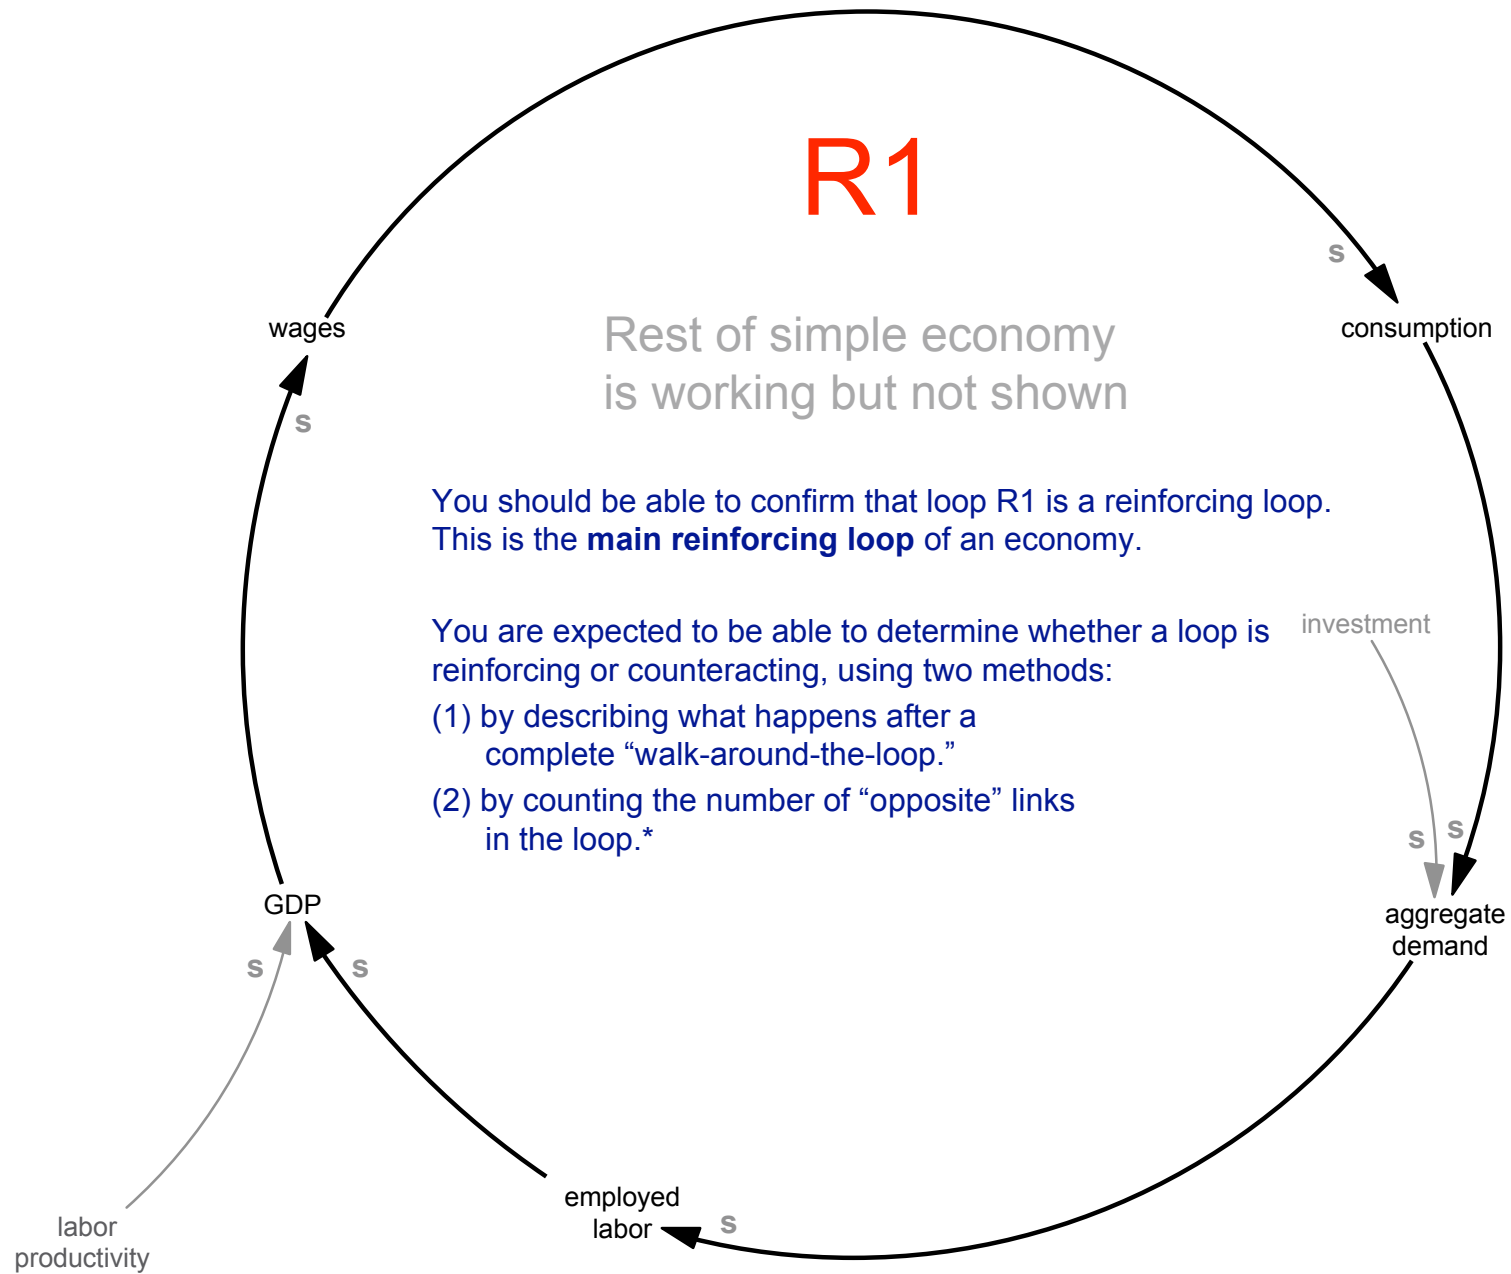 R1
s
wages
Rest of simple economy
is working but not shown
consumption
s
You should be able to confirm that loop R1 is a reinforcing loop.
This is the main reinforcing loop of an economy.
You are expected to be able to determine whether a loop is
reinforcing or counteracting, using two methods:
(1) by describing what happens after a
complete “walk-around-the-loop.”
(2) by counting the number of “opposite” links
in the loop.*
investment
s
s
GDP
aggregate
demand
s
s
employed
labor
s
labor
productivity